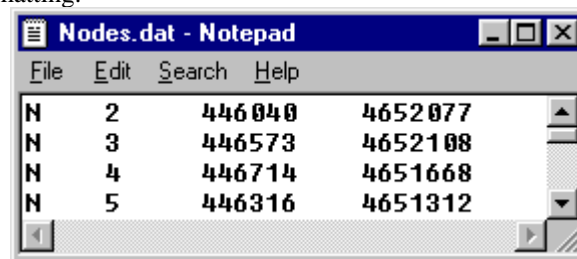 natting.
Nodes.dat - Notepad
File Edit Search Help
N 2 446040 4652077
N 3 446573 4652108
N 4 446714 4651668
N 5 446316 4651312